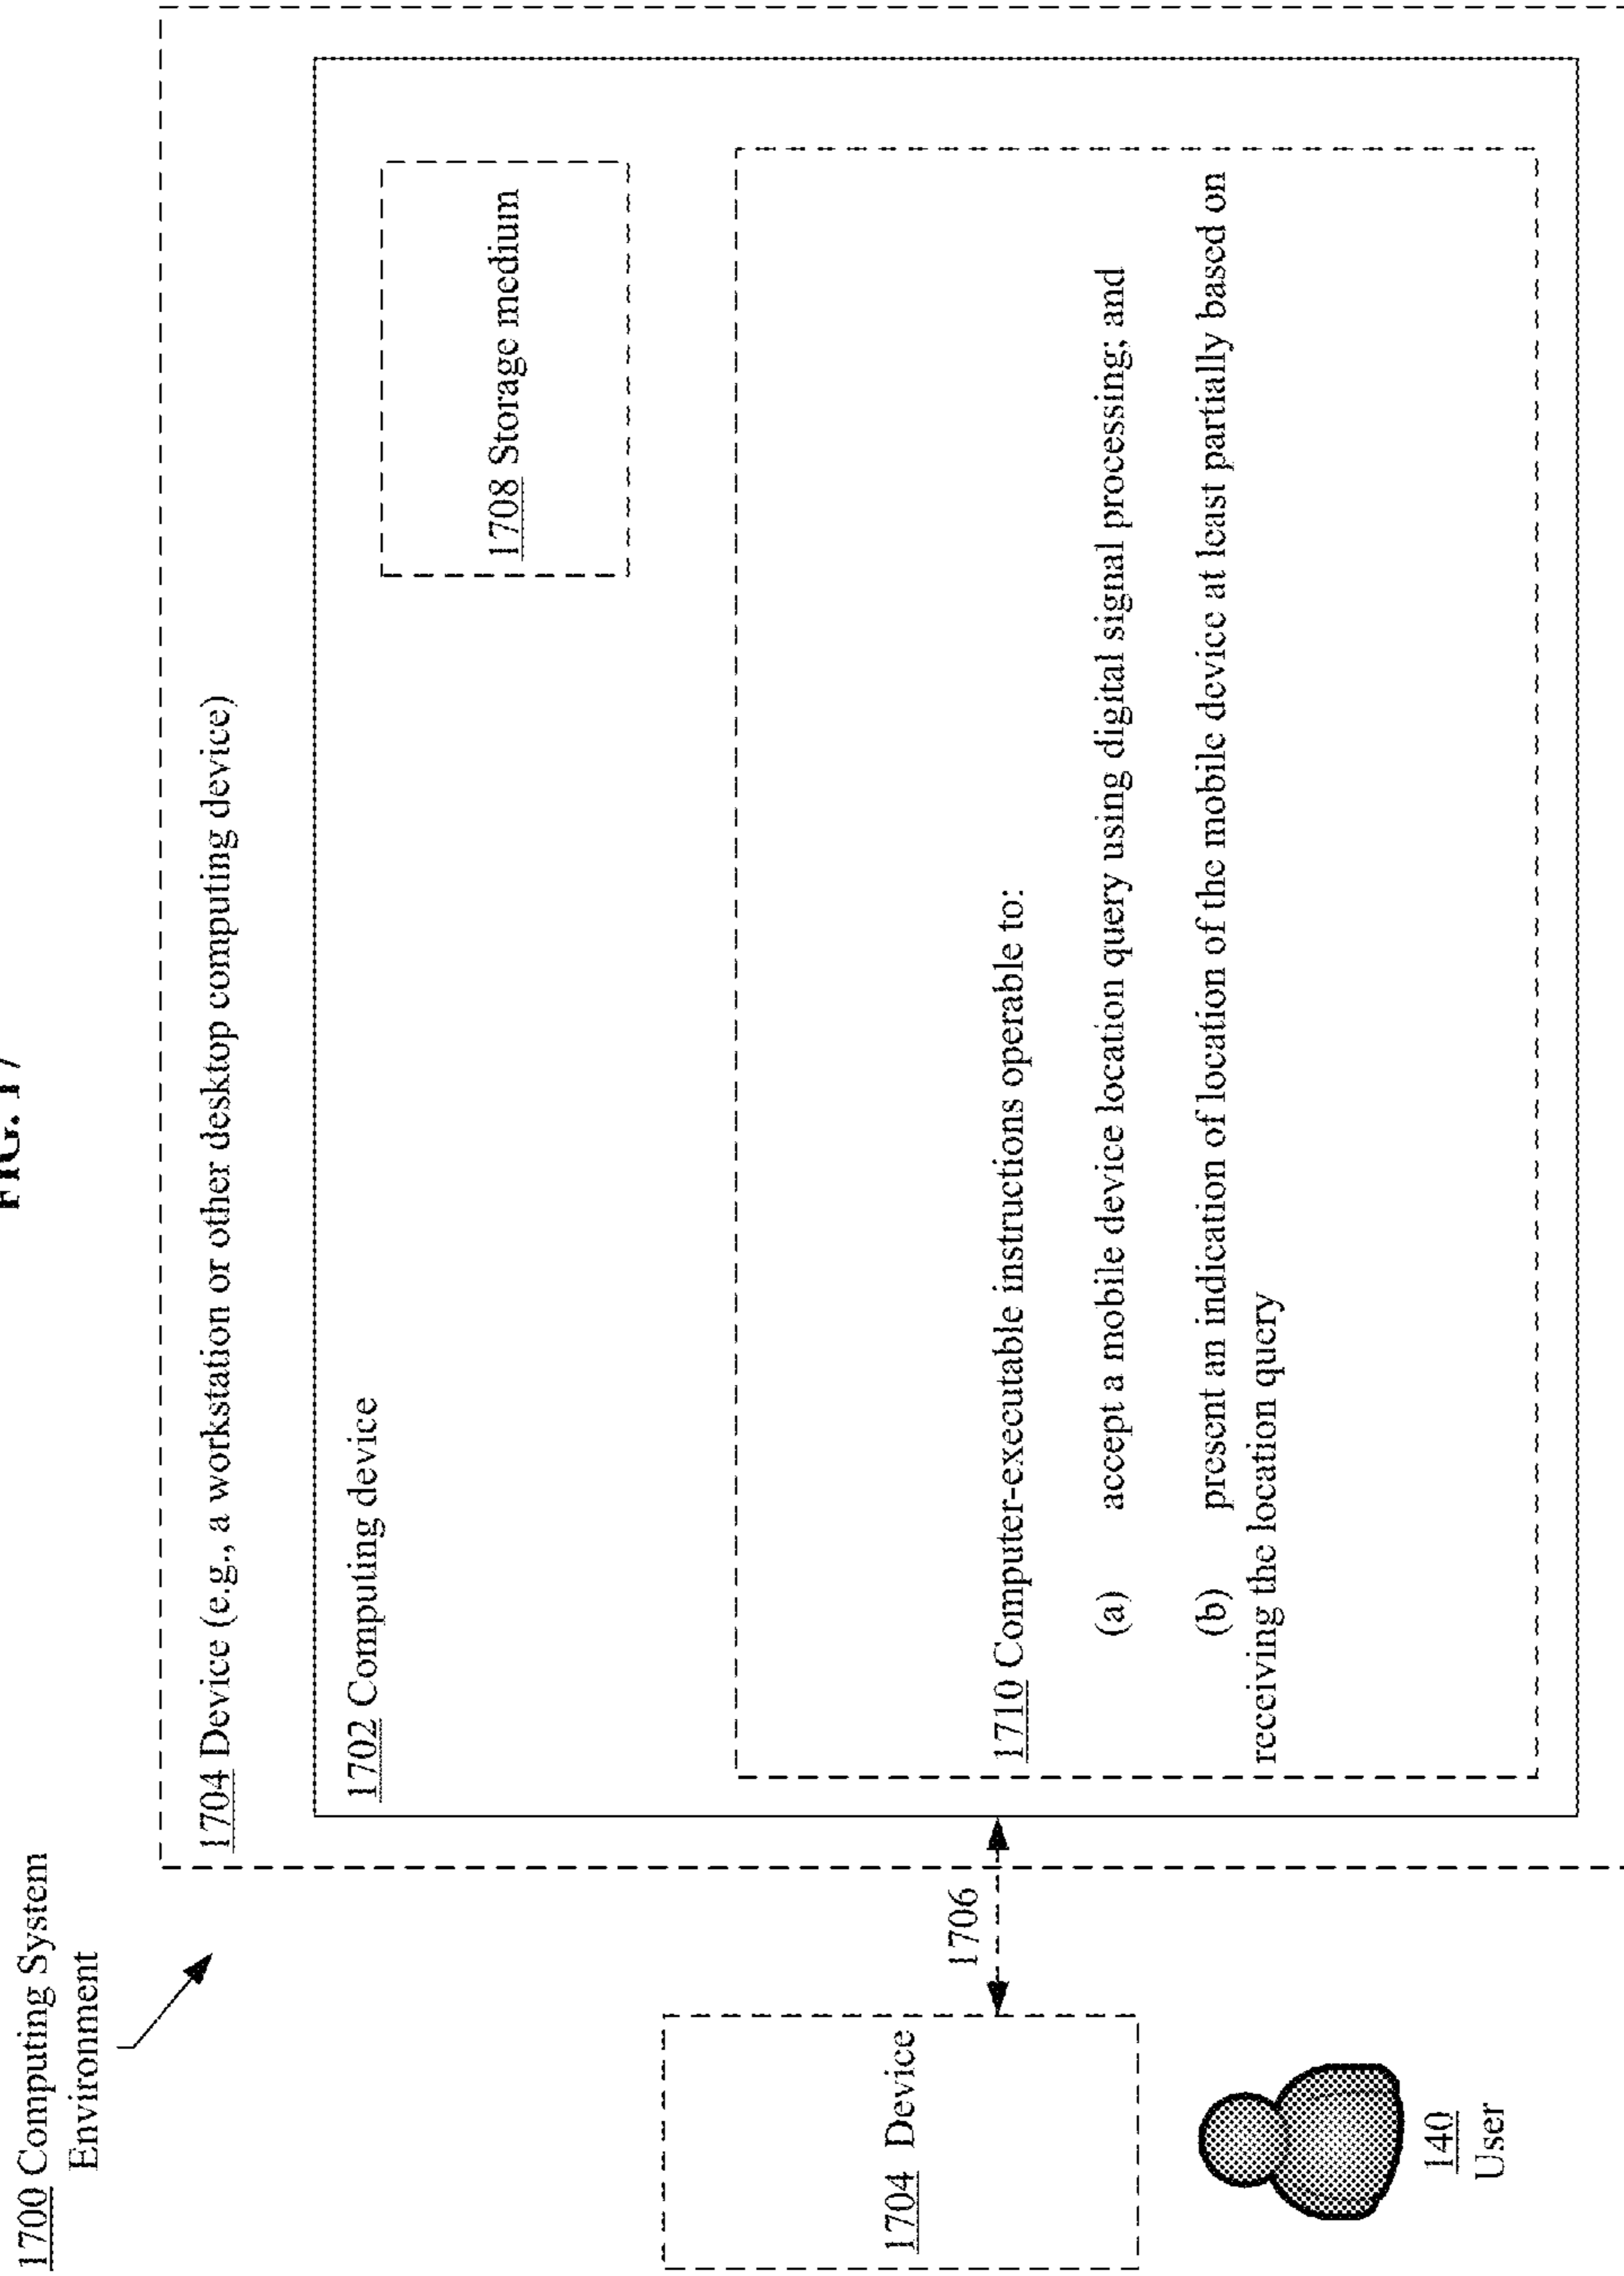 FIG. 17
1700 Computing System
Environment
1704 Device (e.g., a workstation or other desktop computing device)
1702 Computing device
1708 Storage medium
1710 Computer-executable instructions operable to:
(a) accept a mobile device location query using digital signal processing; and
(b) present an indication of location of the mobile device at least partially based on
receiving the location query
1706
1704 Device
140
User